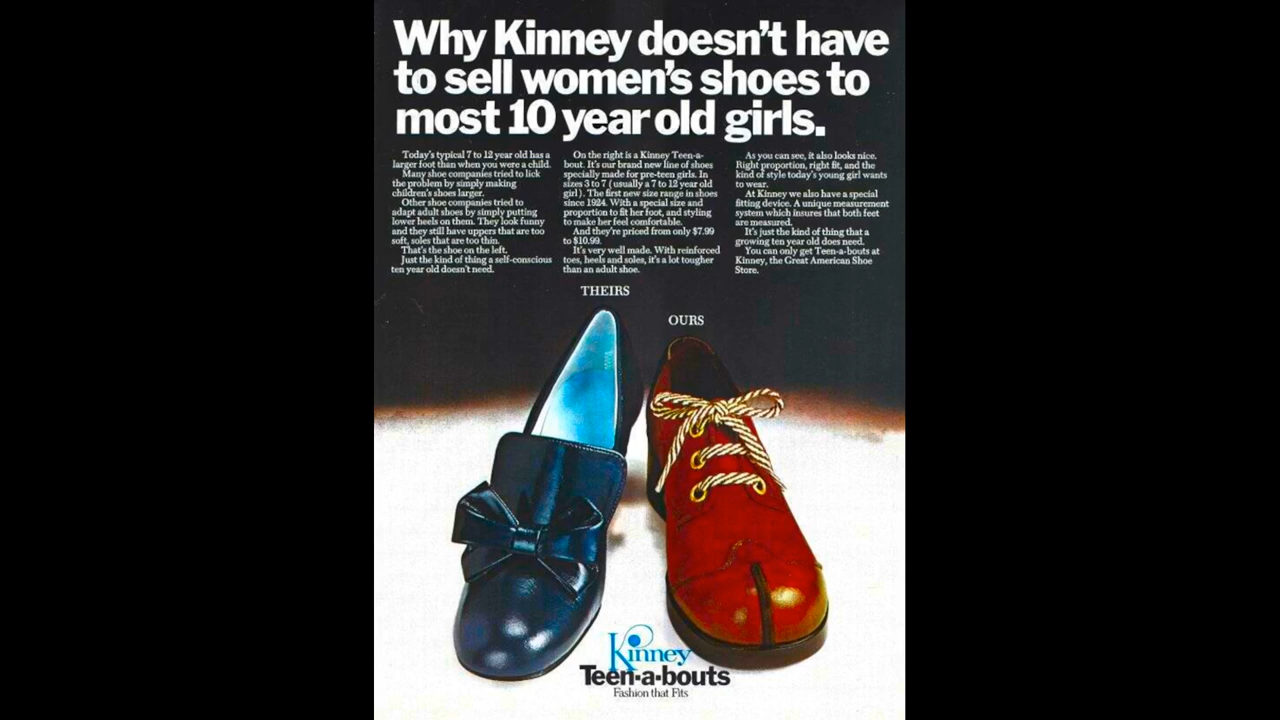 Why Kinney doesn't have
to sell women's shoes to
most 10 year old girls.
Today's typical 7 to 12 year old has a
larger foot than when you were a child.
Many shoe companies tried to lick
the problem by simply making
children's shoes larger.
Other shoe companies tried to
adapt adult shoes by simply putting
lower heels on them. They look funny
and they still have uppers that are too
soft, soles that are too thin.
That's the shoe on the left.
Just the kind of thing a self-conscious
ten year old doesn't need.
On the right is a Kinney Teen-a-
bout. It's our brand new line of shoes
specially made for pre-teen girls. In
sizes 3 to 7 (usually a 7 to 12 year old
girl). The first new size range in shoes
since 1924. With a special size and
proportion to fit her foot, and styling
to make her feel comfortable.
And they're priced from only $7.99
to $10.99.
It's very well made. With reinforced
toes, heels and soles, it's a lot tougher
than an adult shoe.
As you can see, it also looks nice.
Right proportion, right fit, and the
kind of style today's young girl wants
to wear.
At Kinney we also have a special
fitting device. A unique measurement
system which insures that both feet
are measured.
It's just the kind of thing that a
growing ten year old does need.
You can only get Teen-a-bouts at
Kinney, the Great American Shoe
Store.
THEIRS
OURS
Kinney
Teen-a-bouts
Fashion that Fits